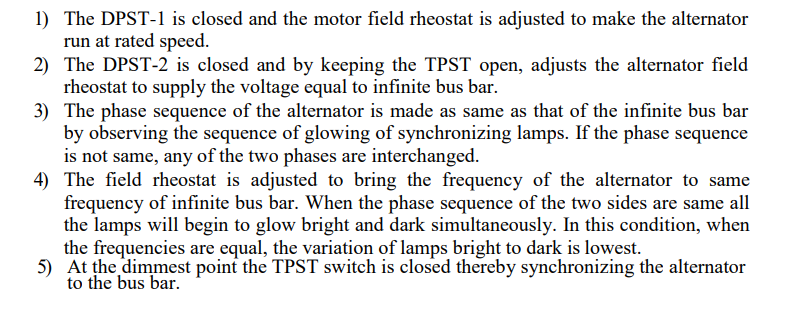 1) The DPST-1 is closed and the motor field rheostat is adjusted to make the alternator
run at rated speed.
2) The DPST-2 is closed and by keeping the TPST open, adjusts the alternator field
rheostat to supply the voltage equal to infinite bus bar.
3) The phase sequence of the alternator is made as same as that of the infinite bus bar
by observing the sequence of glowing of synchronizing lamps. If the phase sequence
is not same, any of the two phases are interchanged.
4) The field rheostat is adjusted to bring the frequency of the alternator to same
frequency of infinite bus bar. When the phase sequence of the two sides are same all
the lamps will begin to glow bright and dark simultaneously. In this condition, when
the frequencies are equal, the variation of lamps bright to dark is lowest.
5) At the dimmest point the TPST switch is closed thereby synchronizing the alternator
to the bus bar.